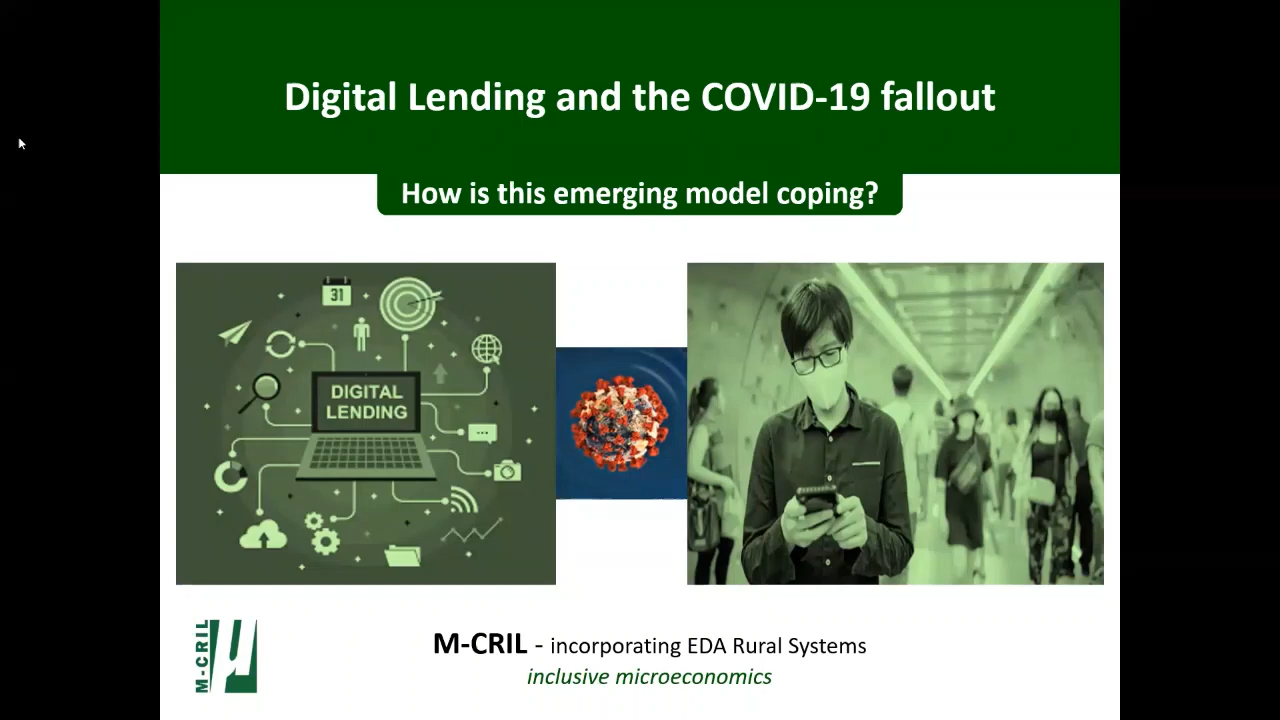 Digital Lending and the COVID-19 fallout
How is this emerging model coping?
31
DIGITAL
LENDING
M-CRIL
µ
M-CRIL - incorporating EDA Rural Systems
inclusive microeconomics